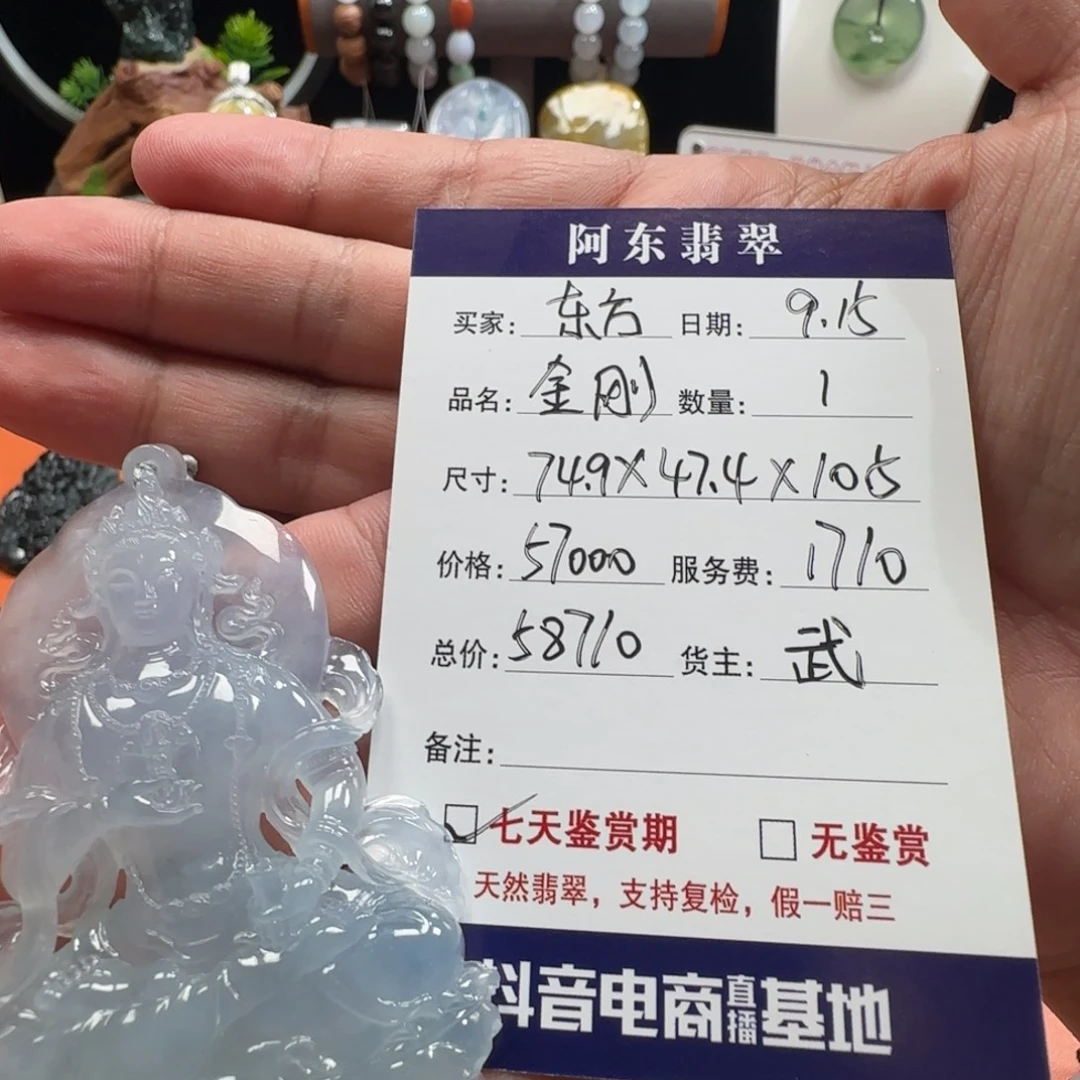 阿东翡翠
买家: 东方 日期: 9.15
品名: 金刚 数量: 1
尺寸: 74.9X47.4X10.5
价格: 57000 服务费: 1710
总价: 58710 货主: 武
备注:
七天鉴赏期 无鉴赏
天然翡翠，支持复检，假一赔三
抖音电商直播基地